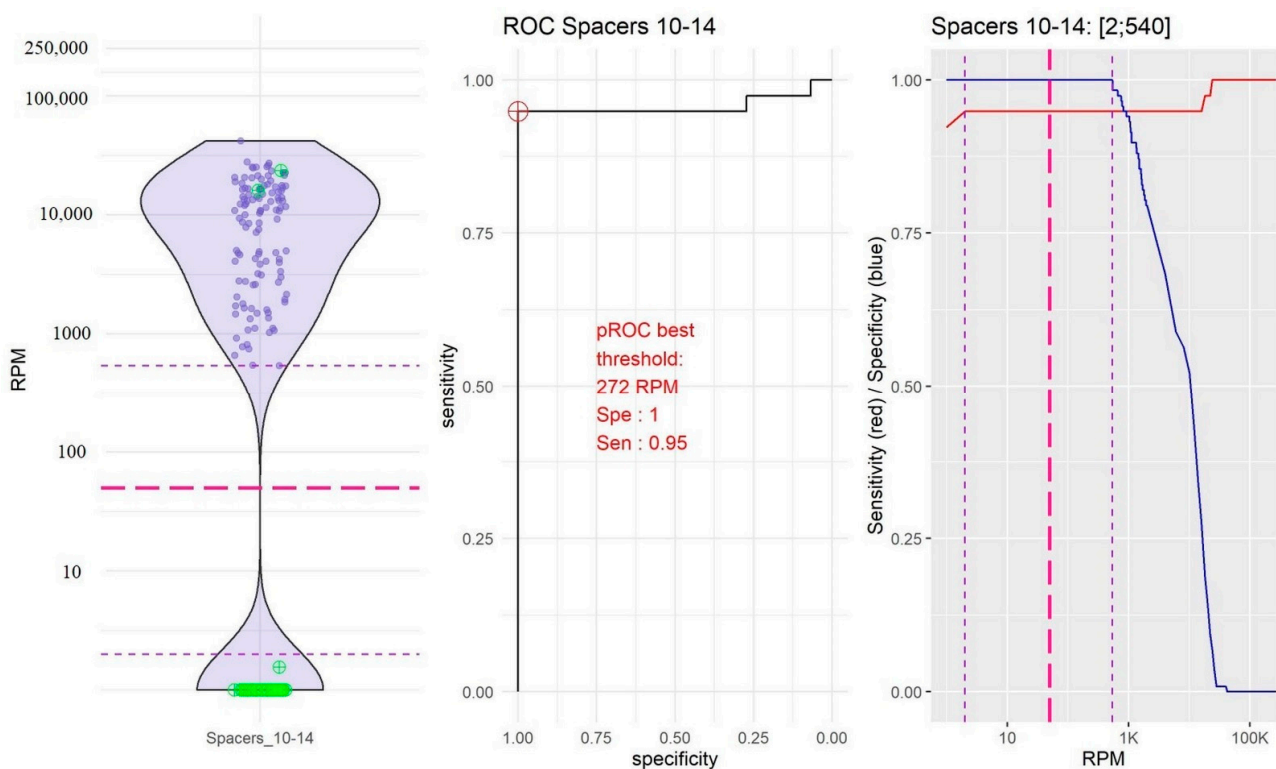 250,000
100,000
10,000
1000
100
10
RPM
Spacers_10-14
ROC Spacers 10-14
1.00
0.75
0.50
0.25
0.00
sensitivity
pROC best
threshold:
272 RPM
Spe : 1
Sen : 0.95
1.00
0.75
0.50
0.25
0.00
specificity
Spacers 10-14: [2;540]
1.00
0.75
0.50
0.25
0.00
Sensitivity (red) / Specificity (blue)
10
1K
100K
RPM